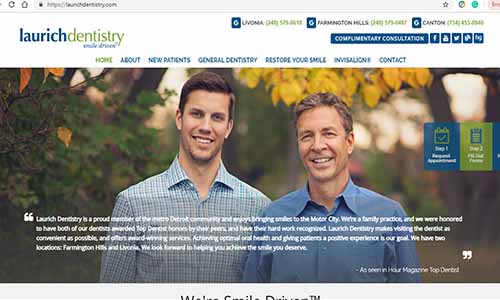 https://laurichdentistry.com
LIVONIA: (248) 579-0618 FARMINGTON HILLS: (248) 579-0487 CANTON: (734) 453-8840
laurichdentistry
smile driven
COMPLIMENTARY CONSULTATION
HOME ABOUT NEW PATIENTS GENERAL DENTISTRY RESTORE YOUR SMILE INVISALIGN® CONTACT
Step 1 Step 2
Request Fill Out
Appointment Forms
“ Laurich Dentistry is a proud member of the metro Detroit community and enjoys bringing smiles to the Motor City. We're a family practice, and we were honored
to have both of our dentists awarded Top Dentist honors by their peers, and have their hard work recognized. Laurich Dentistry makes visiting the dentist as
convenient as possible, and offers award-winning services. Achieving optimal oral health and giving patients a positive experience is our goal. We have two
locations: Farmington Hills and Livonia. We look forward to helping you achieve the smile you deserve. ”
- As seen in Hour Magazine Top Dentist
We're Smile Driven™